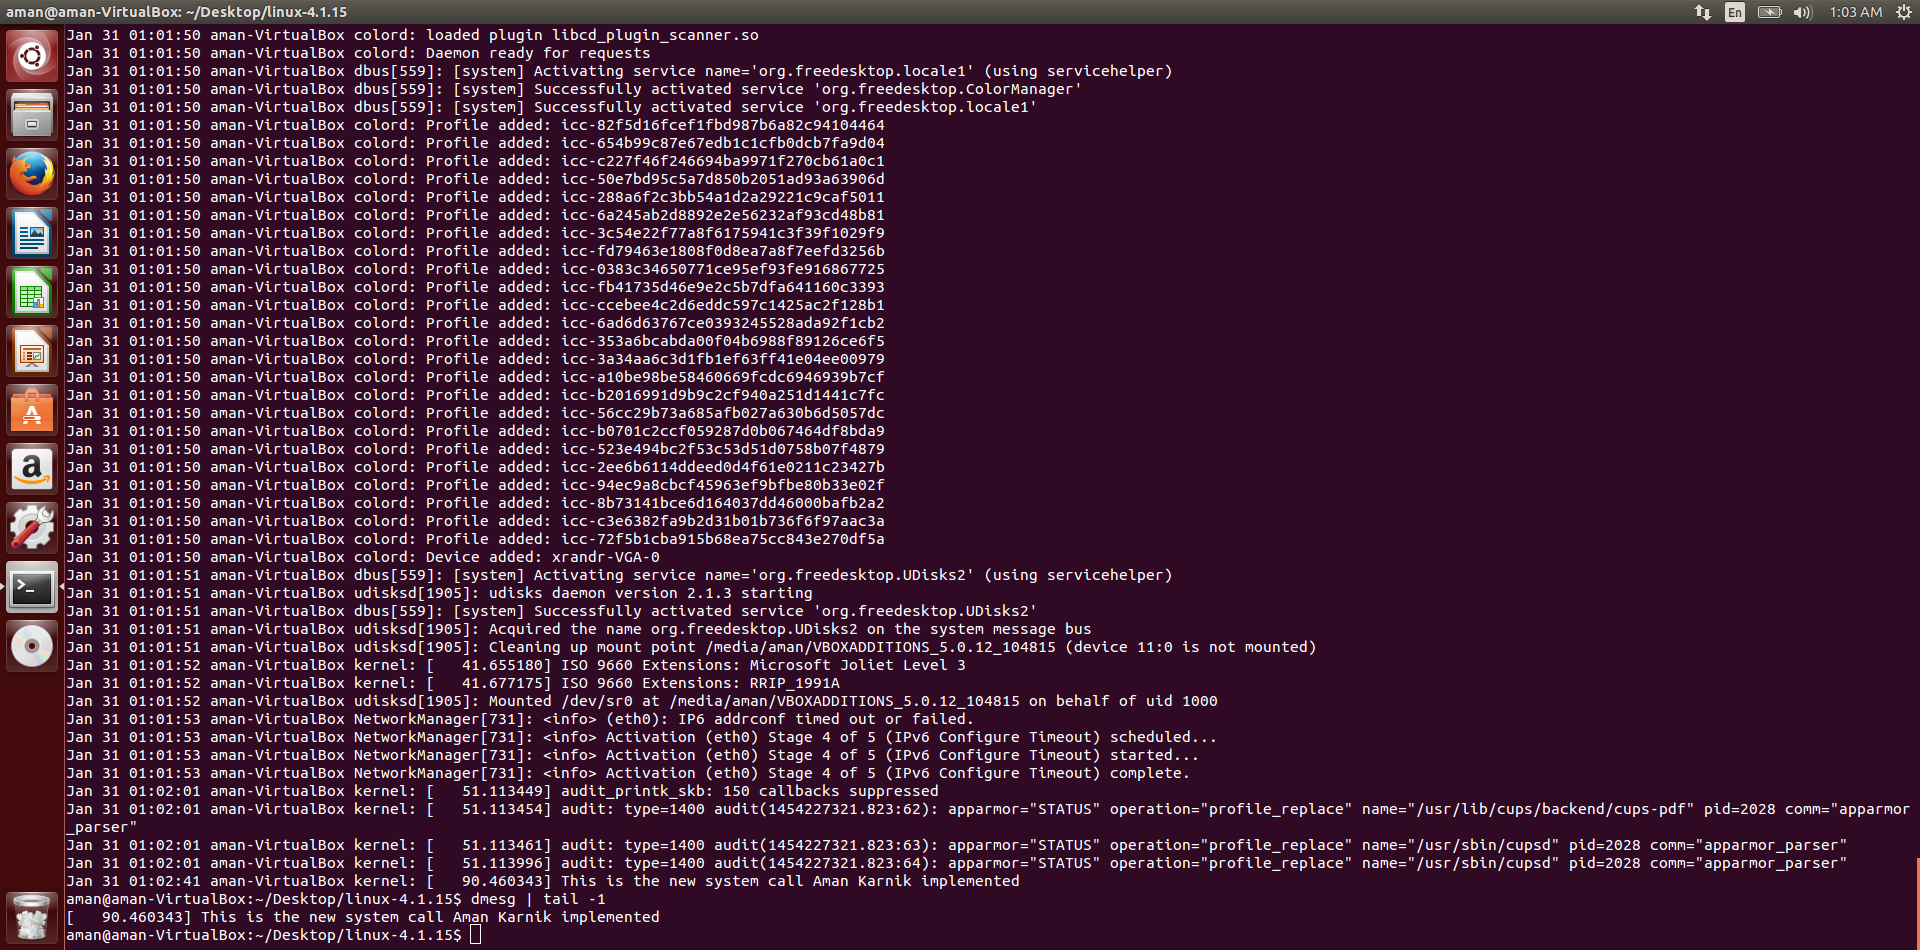 aman@aman-VirtualBox: ~/Desktop/linux-4.1.15
En
1:03 AM
Jan 31 01:01:50 aman-VirtualBox colord: loaded plugin libcd_plugin_scanner.so
Jan 31 01:01:50 aman-VirtualBox colord: Daemon ready for requests
Jan 31 01:01:50 aman-VirtualBox dbus[559]: [system] Activating service name='org.freedesktop.locale1' (using servicehelper)
Jan 31 01:01:50 aman-VirtualBox dbus[559]: [system] Successfully activated service 'org.freedesktop.ColorManager'
Jan 31 01:01:50 aman-VirtualBox dbus[559]: [system] Successfully activated service 'org.freedesktop.locale1'
Jan 31 01:01:50 aman-VirtualBox colord: Profile added: icc-82f5d16fcef1fbd987b6a82c94104464
Jan 31 01:01:50 aman-VirtualBox colord: Profile added: icc-654b99c87e67edb1c1cfb0dcb7fa9d04
Jan 31 01:01:50 aman-VirtualBox colord: Profile added: icc-c227f46f246694ba9971f270cb61a0c1
Jan 31 01:01:50 aman-VirtualBox colord: Profile added: icc-50e7bd95c5a7d850b2051ad93a63906d
Jan 31 01:01:50 aman-VirtualBox colord: Profile added: icc-288a6f2c3bb54a1d2a29221c9caf5011
Jan 31 01:01:50 aman-VirtualBox colord: Profile added: icc-6a245ab2d8892e2e56232af93cd48b81
Jan 31 01:01:50 aman-VirtualBox colord: Profile added: icc-3c54e22f77a8f6175941c3f39f1029f9
Jan 31 01:01:50 aman-VirtualBox colord: Profile added: icc-fd79463e1808f0d8ea7a8f7eefd3256b
Jan 31 01:01:50 aman-VirtualBox colord: Profile added: icc-0383c34650771ce95ef93fe916867725
Jan 31 01:01:50 aman-VirtualBox colord: Profile added: icc-fb41735d46e9e2c5b7dfa641160c3393
Jan 31 01:01:50 aman-VirtualBox colord: Profile added: icc-ccebee4c2d6eddc597c1425ac2f128b1
Jan 31 01:01:50 aman-VirtualBox colord: Profile added: icc-6ad6d63767ce0393245528ada92f1cb2
Jan 31 01:01:50 aman-VirtualBox colord: Profile added: icc-353a6bcabda00f04b6988f89126ce6f5
Jan 31 01:01:50 aman-VirtualBox colord: Profile added: icc-3a34aa6c3d1fb1ef63ff41e04ee00979
Jan 31 01:01:50 aman-VirtualBox colord: Profile added: icc-a10be98be58460669fcdc6946939b7cf
Jan 31 01:01:50 aman-VirtualBox colord: Profile added: icc-b2016991d9b9c2cf940a251d1441c7fc
Jan 31 01:01:50 aman-VirtualBox colord: Profile added: icc-56cc29b73a685afb027a630b6d5057dc
Jan 31 01:01:50 aman-VirtualBox colord: Profile added: icc-b0701c2ccf059287d0b067464df8bda9
Jan 31 01:01:50 aman-VirtualBox colord: Profile added: icc-523e494bc2f53c53d51d0758b07f4879
Jan 31 01:01:50 aman-VirtualBox colord: Profile added: icc-2ee6b6114ddeed0d4f61e0211c23427b
Jan 31 01:01:50 aman-VirtualBox colord: Profile added: icc-94ec9a8cbcf45963ef9bfbe80b33e02f
Jan 31 01:01:50 aman-VirtualBox colord: Profile added: icc-8b73141bce6d164037dd46000bafb2a2
Jan 31 01:01:50 aman-VirtualBox colord: Profile added: icc-c3e6382fa9b2d31b01b736f6f97aac3a
Jan 31 01:01:50 aman-VirtualBox colord: Profile added: icc-72f5b1cba915b68ea75cc843e270df5a
Jan 31 01:01:50 aman-VirtualBox colord: Device added: xrandr-VGA-0
Jan 31 01:01:51 aman-VirtualBox dbus[559]: [system] Activating service name='org.freedesktop.UDisks2' (using servicehelper)
Jan 31 01:01:51 aman-VirtualBox udisksd[1905]: udisks daemon version 2.1.3 starting
Jan 31 01:01:51 aman-VirtualBox dbus[559]: [system] Successfully activated service 'org.freedesktop.UDisks2'
Jan 31 01:01:51 aman-VirtualBox udisksd[1905]: Acquired the name org.freedesktop.UDisks2 on the system message bus
Jan 31 01:01:51 aman-VirtualBox udisksd[1905]: Cleaning up mount point /media/aman/VBOXADDITIONS_5.0.12_104815 (device 11:0 is not mounted)
Jan 31 01:01:52 aman-VirtualBox kernel: [   41.655180] ISO 9660 Extensions: Microsoft Joliet Level 3
Jan 31 01:01:52 aman-VirtualBox kernel: [   41.677175] ISO 9660 Extensions: RRIP_1991A
Jan 31 01:01:52 aman-VirtualBox udisksd[1905]: Mounted /dev/sr0 at /media/aman/VBOXADDITIONS_5.0.12_104815 on behalf of uid 1000
Jan 31 01:01:53 aman-VirtualBox NetworkManager[731]: <info> (eth0): IP6 addrconf timed out or failed.
Jan 31 01:01:53 aman-VirtualBox NetworkManager[731]: <info> Activation (eth0) Stage 4 of 5 (IPv6 Configure Timeout) scheduled...
Jan 31 01:01:53 aman-VirtualBox NetworkManager[731]: <info> Activation (eth0) Stage 4 of 5 (IPv6 Configure Timeout) started...
Jan 31 01:01:53 aman-VirtualBox NetworkManager[731]: <info> Activation (eth0) Stage 4 of 5 (IPv6 Configure Timeout) complete.
Jan 31 01:02:01 aman-VirtualBox kernel: [   51.113449] audit_printk_skb: 150 callbacks suppressed
Jan 31 01:02:01 aman-VirtualBox kernel: [   51.113454] audit: type=1400 audit(1454227321.823:62): apparmor="STATUS" operation="profile_replace" name="/usr/lib/cups/backend/cups-pdf" pid=2028 comm="apparmor
_parser"
Jan 31 01:02:01 aman-VirtualBox kernel: [   51.113461] audit: type=1400 audit(1454227321.823:63): apparmor="STATUS" operation="profile_replace" name="/usr/sbin/cupsd" pid=2028 comm="apparmor_parser"
Jan 31 01:02:01 aman-VirtualBox kernel: [   51.113996] audit: type=1400 audit(1454227321.823:64): apparmor="STATUS" operation="profile_replace" name="/usr/sbin/cupsd" pid=2028 comm="apparmor_parser"
Jan 31 01:02:41 aman-VirtualBox kernel: [   90.460343] This is the new system call Aman Karnik implemented
aman@aman-VirtualBox:~/Desktop/linux-4.1.15$ dmesg | tail -1
[   90.460343] This is the new system call Aman Karnik implemented
aman@aman-VirtualBox:~/Desktop/linux-4.1.15$